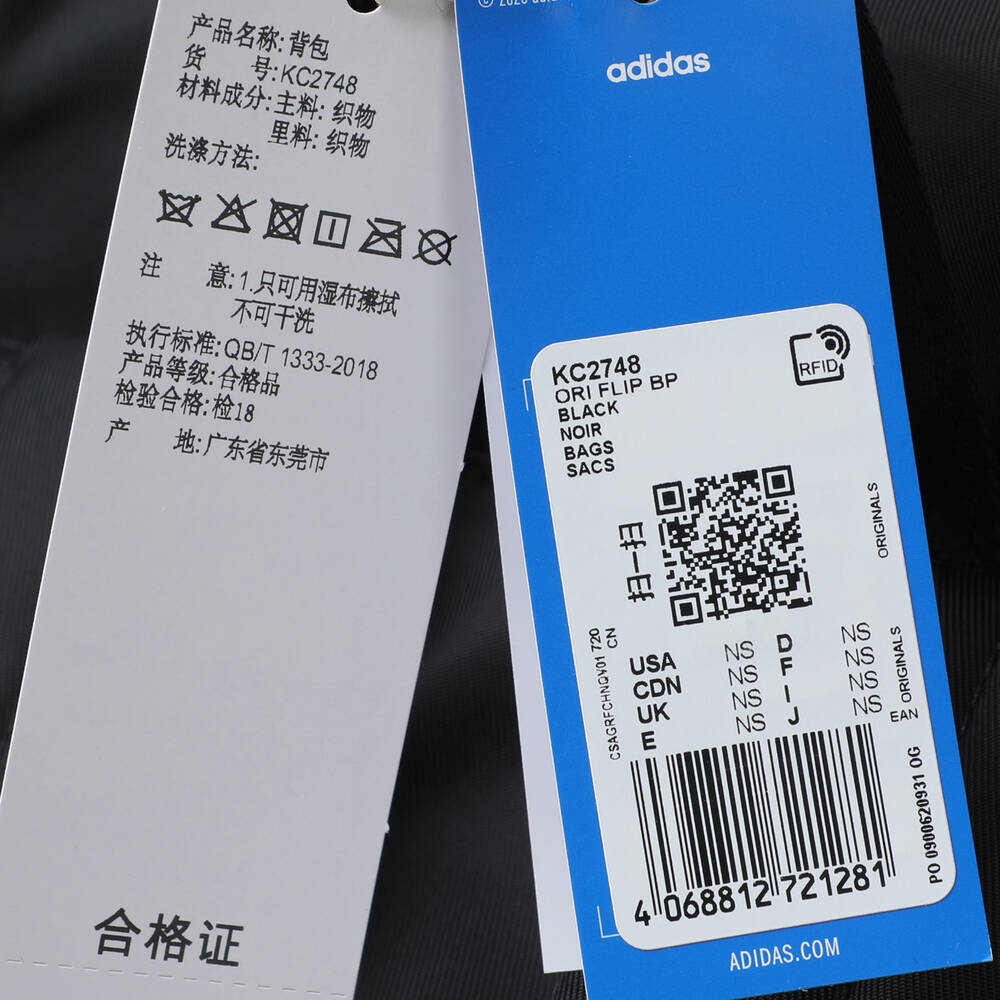 产品名称:背包
货 号:KC2748
材料成分:主料: 织物
里料: 织物
洗涤方法:
注 意:1.只可用湿布擦拭
不可干洗
执行标准:QB/T 1333-2018
产品等级:合格品
检验合格:检18
产 地:广东省东莞市
合格证
adidas
RFID
KC2748
ORI FLIP BP
BLACK
NOIR
BAGS
SACS
扫一扫
ORIGINALS
CSAGRFCHNQV01 720
CN
USA NS D NS
CDN NS F NS
UK NS I NS
E NS J NS
EAN ORIGINALS
PO 0900620931 OG
4 068812 721281
ADIDAS.COM